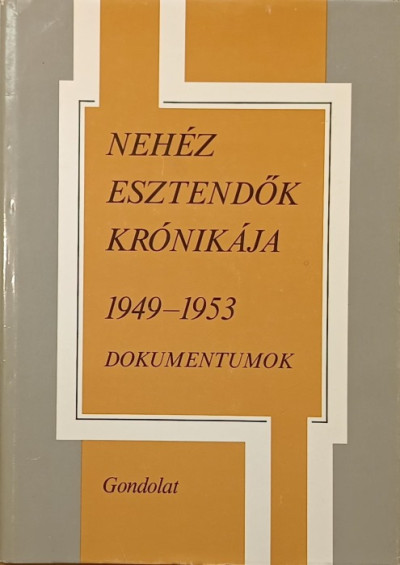 NEHÉZ
ESZTENDŐK
KRÓNIKÁJA
1949–1953
DOKUMENTUMOK
Gondolat